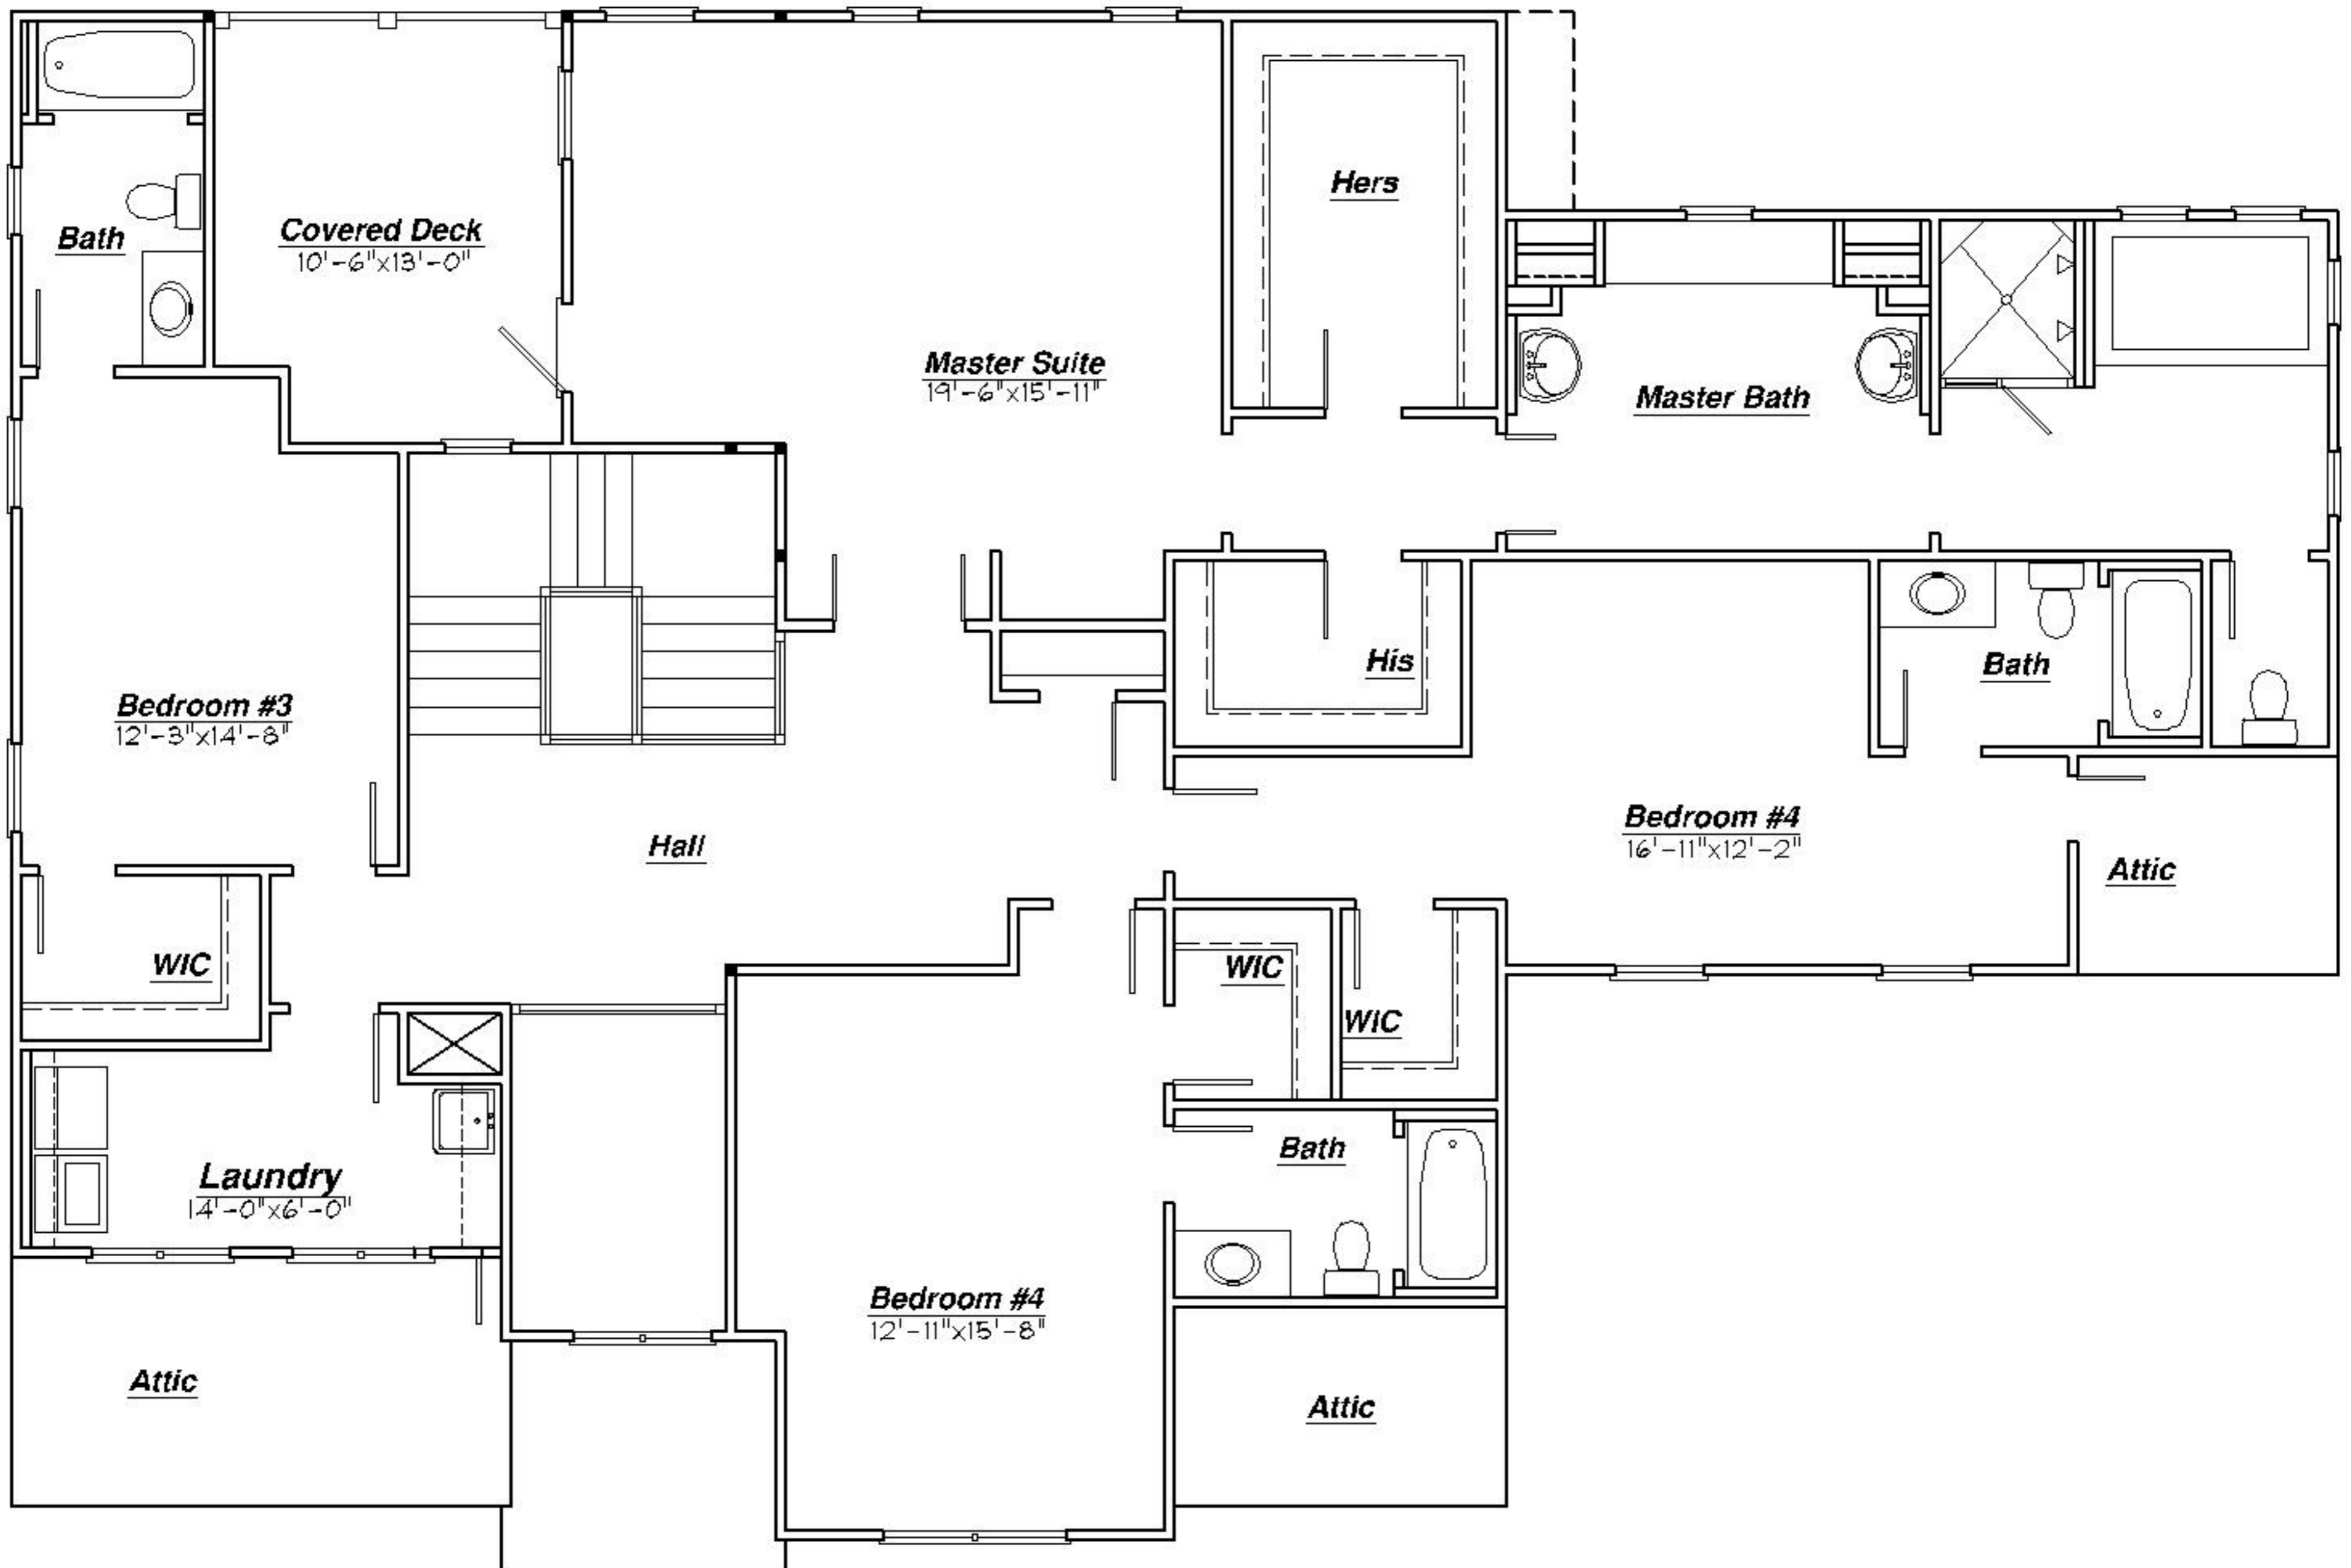 Hers
Bath
Covered Deck
10'-6"x13'-0"
Master Suite
19'-6"x15'-11"
Master Bath
His
Bath
Bedroom #3
12'-3"x14'-8"
Hall
Bedroom #4
16'-11"x12'-2"
Attic
WIC
WIC
WIC
Bath
Laundry
14'-0"x6'-0"
Bedroom #4
12'-11"x15'-8"
Attic
Attic